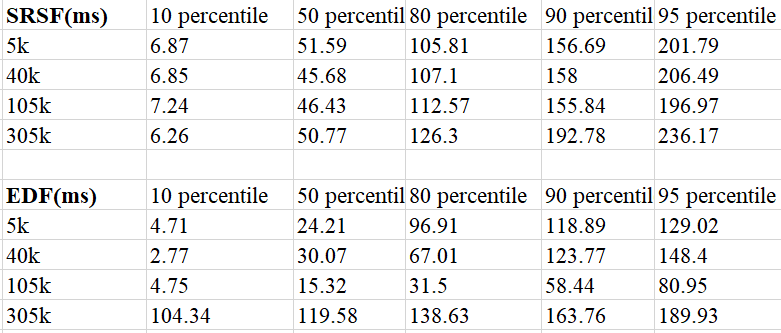 SRSF(ms) 10 percentile 50 percentil 80 percentile 90 percentil 95 percentile
5k 6.87 51.59 105.81 156.69 201.79
40k 6.85 45.68 107.1 158 206.49
105k 7.24 46.43 112.57 155.84 196.97
305k 6.26 50.77 126.3 192.78 236.17
EDF(ms) 10 percentile 50 percentil 80 percentile 90 percentil 95 percentile
5k 4.71 24.21 96.91 118.89 129.02
40k 2.77 30.07 67.01 123.77 148.4
105k 4.75 15.32 31.5 58.44 80.95
305k 104.34 119.58 138.63 163.76 189.93